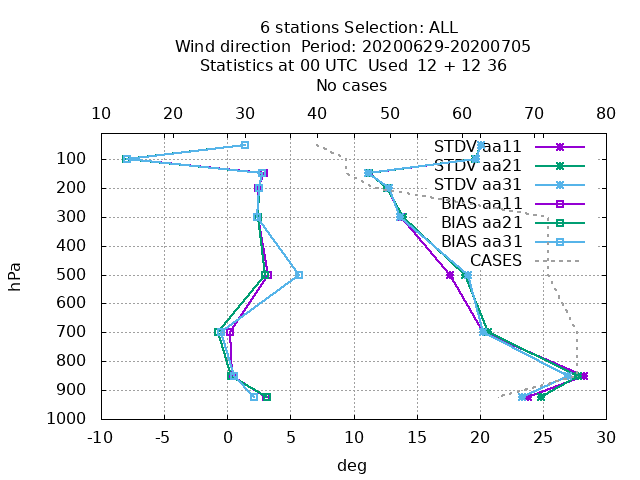 6 stations Selection: ALL
Wind direction  Period: 20200629-20200705
Statistics at 00 UTC  Used  12 + 12 36
No cases
10 20 30 40 50 60 70 80
STDV aa11
STDV aa21
STDV aa31
BIAS aa11
BIAS aa21
BIAS aa31
CASES
hPa
100
200
300
400
500
600
700
800
900
1000
-10 -5 0 5 10 15 20 25 30
deg